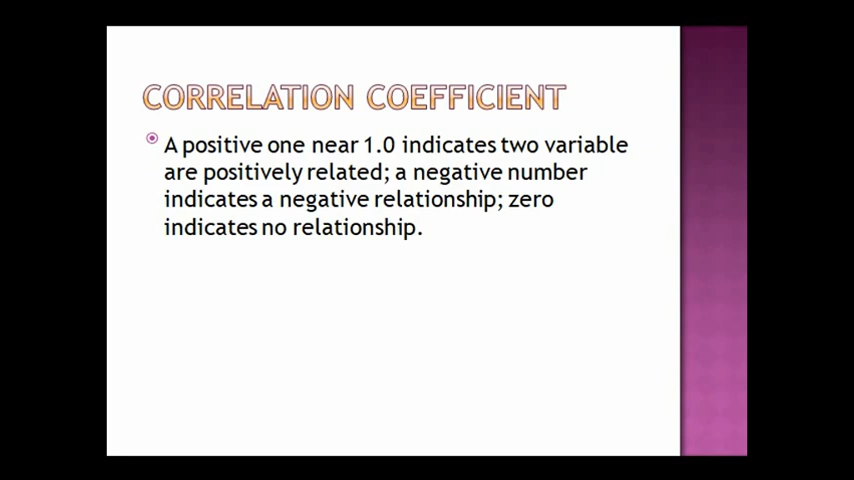 CORRELATION COEFFICIENT
A positive one near 1.0 indicates two variable
are positively related; a negative number
indicates a negative relationship; zero
indicates no relationship.